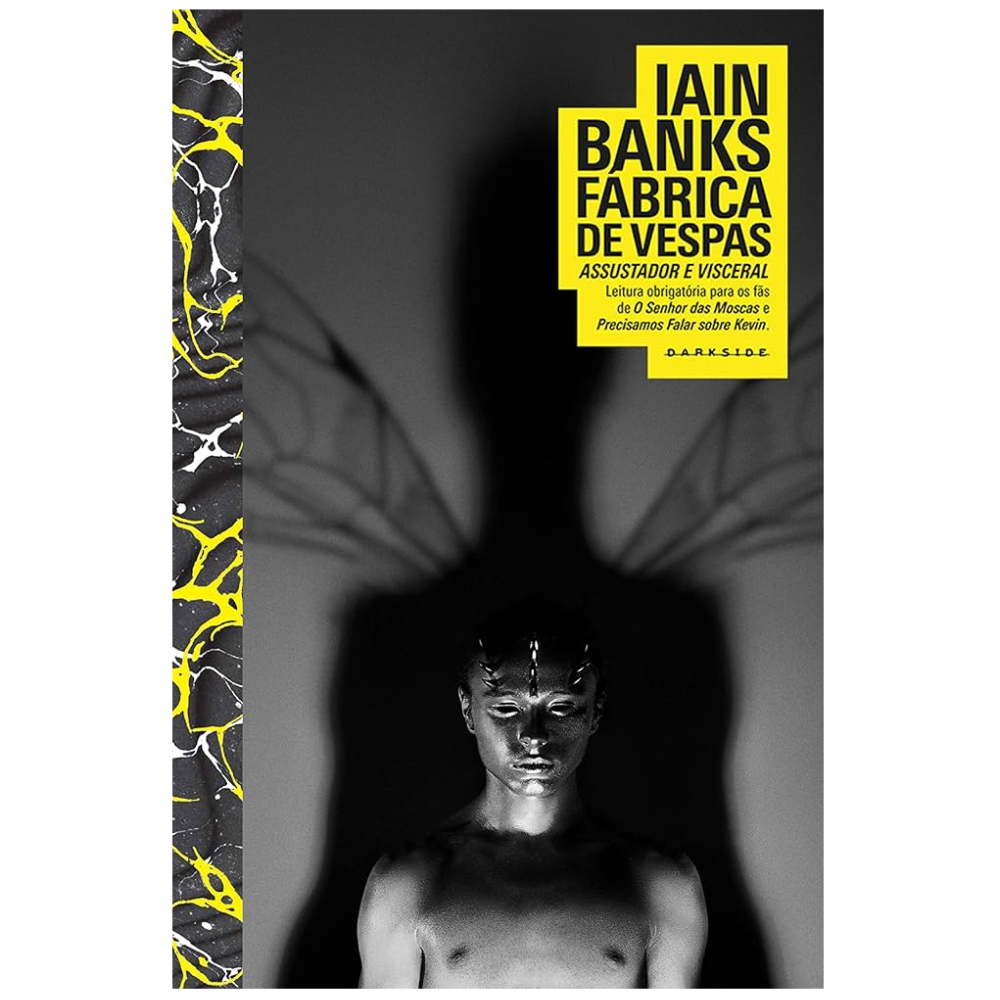 IAIN
BANKS
FÁBRICA
DE VESPAS
ASSUSTADOR E VISCERAL
Leitura obrigatória para os fãs
de O Senhor das Moscas e
Precisamos Falar sobre Kevin.
DARKSIDE